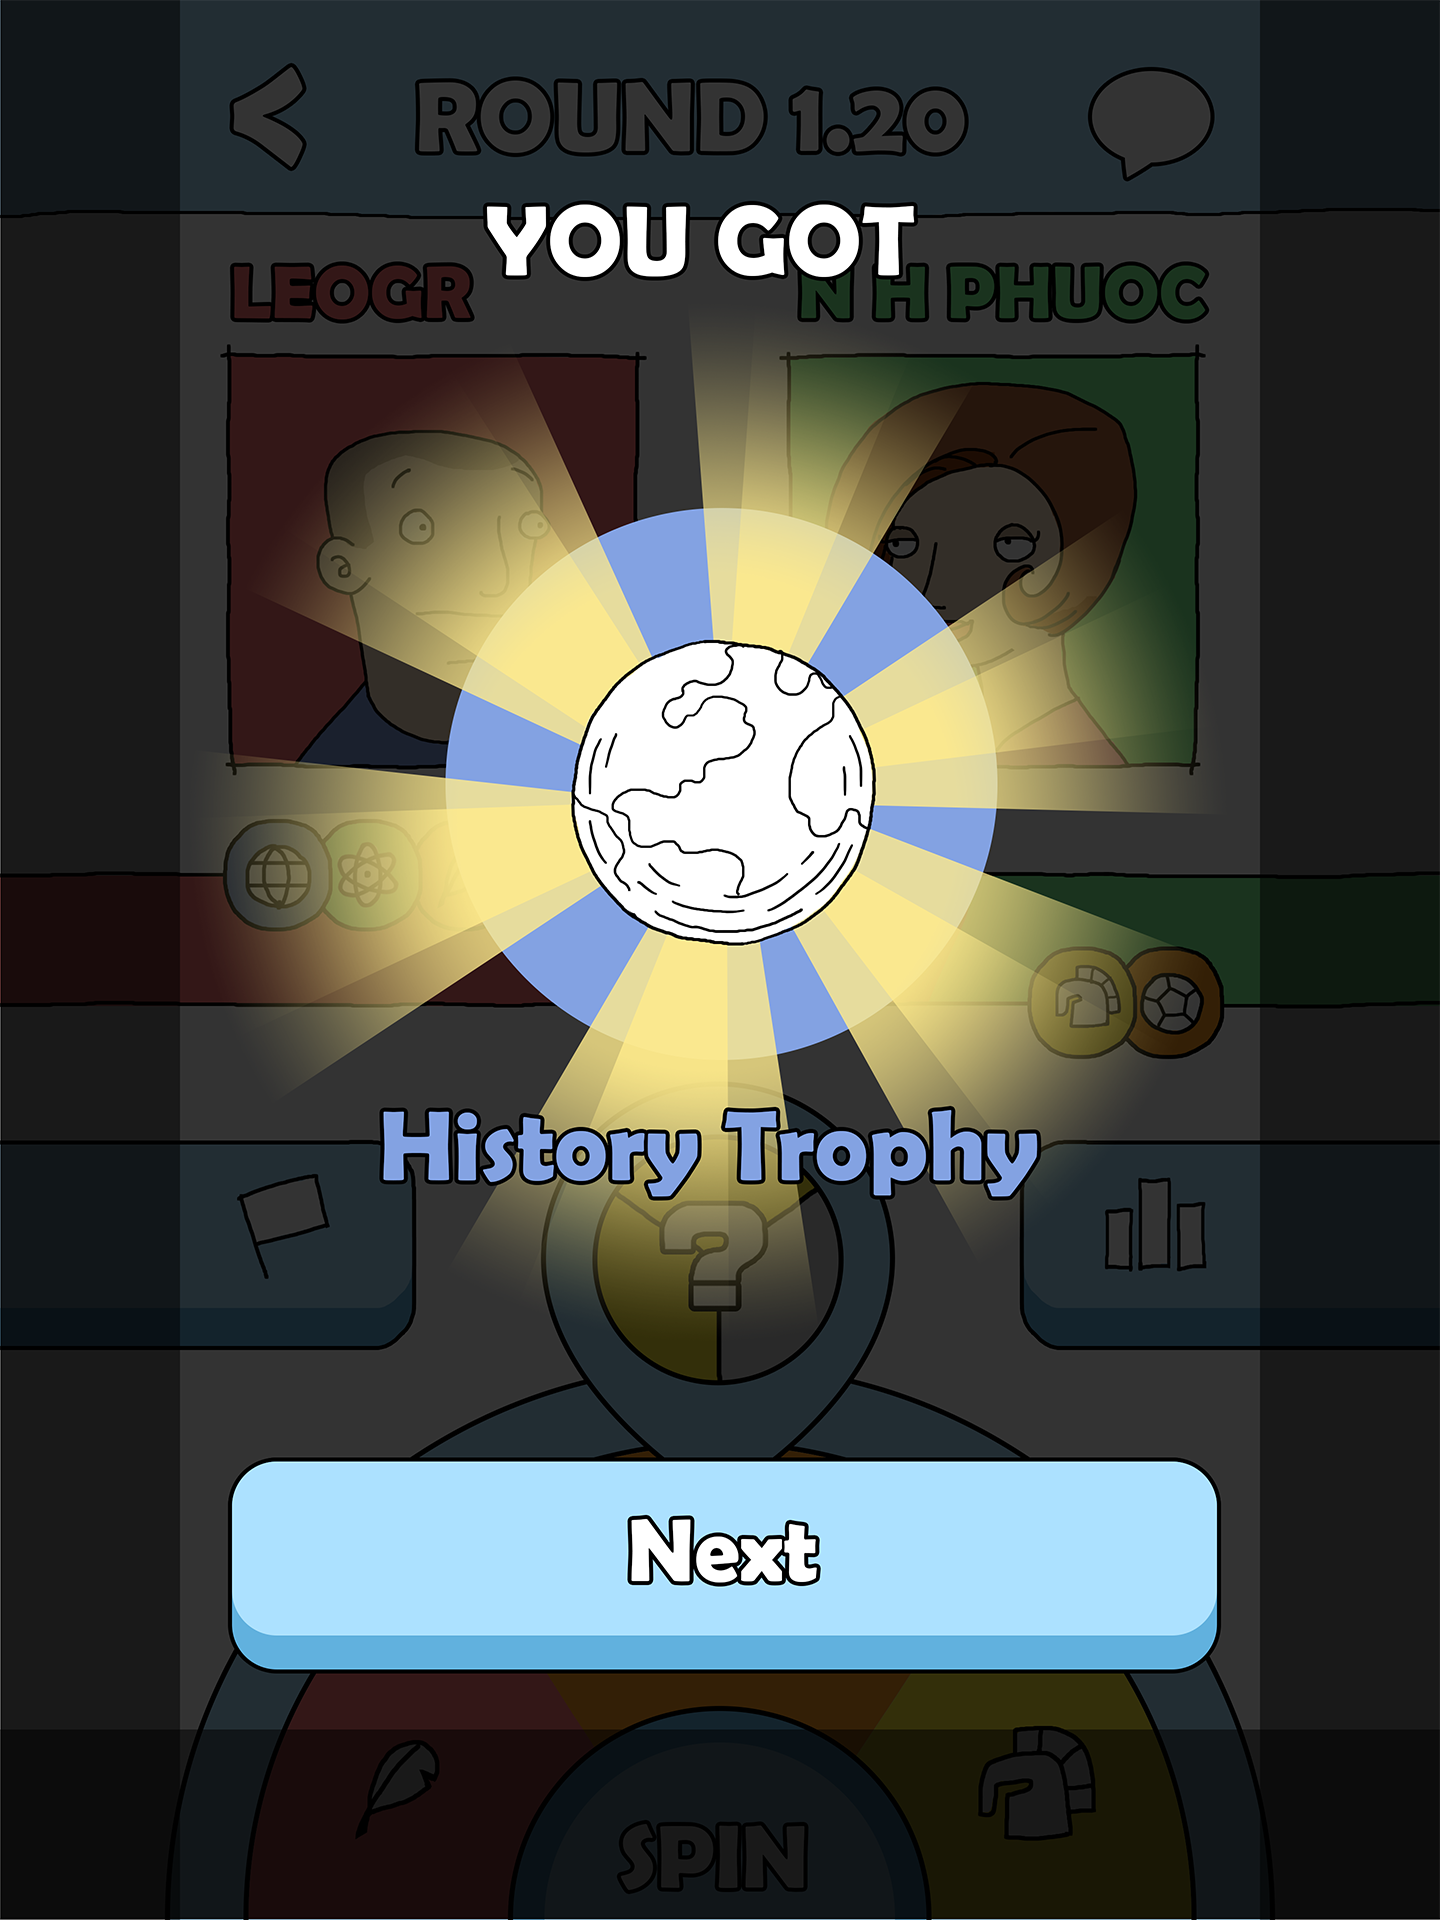 ROUND 1.20
YOU GOT
LEOGR
N H PHUOC
History Trophy
?
Next
SPIN